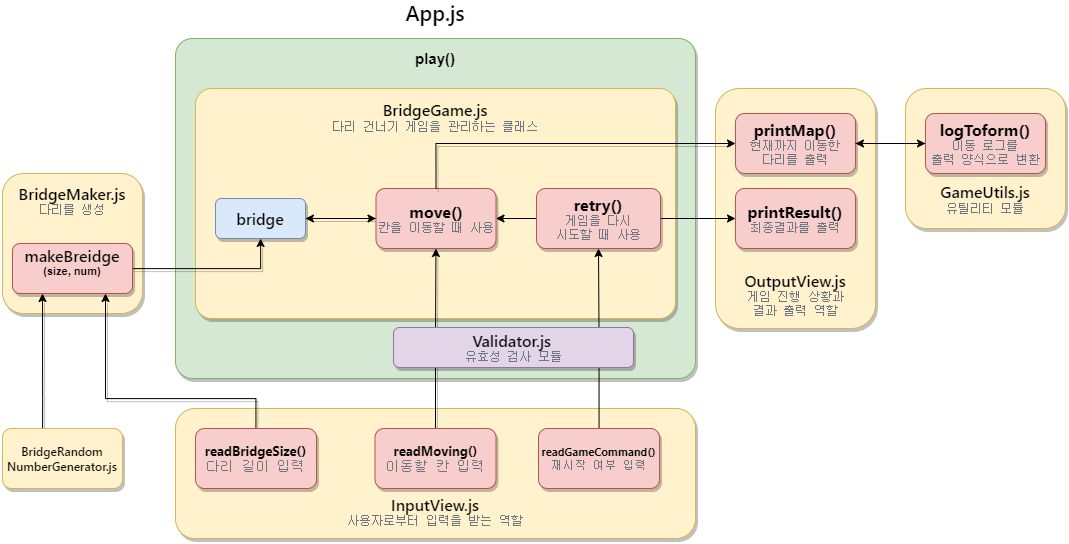 App.js
play()
BridgeGame.js
다리 건너기 게임을 관리하는 클래스
bridge
move()
칸을 이동할 때 사용
retry()
게임을 다시
시도할 때 사용
Validator.js
유효성 검사 모듈
BridgeMaker.js
다리를 생성
makeBreidge
(size, num)
BridgeRandom
NumberGenerator.js
printMap()
현재까지 이동한
다리를 출력
printResult()
최종결과를 출력
OutputView.js
게임 진행 상황과
결과 출력 역할
logToform()
이동 로그를
출력 양식으로 변환
GameUtils.js
유틸리티 모듈
readBridgeSize()
다리 길이 입력
readMoving()
이동할 칸 입력
readGameCommand()
재시작 여부 입력
InputView.js
사용자로부터 입력을 받는 역할